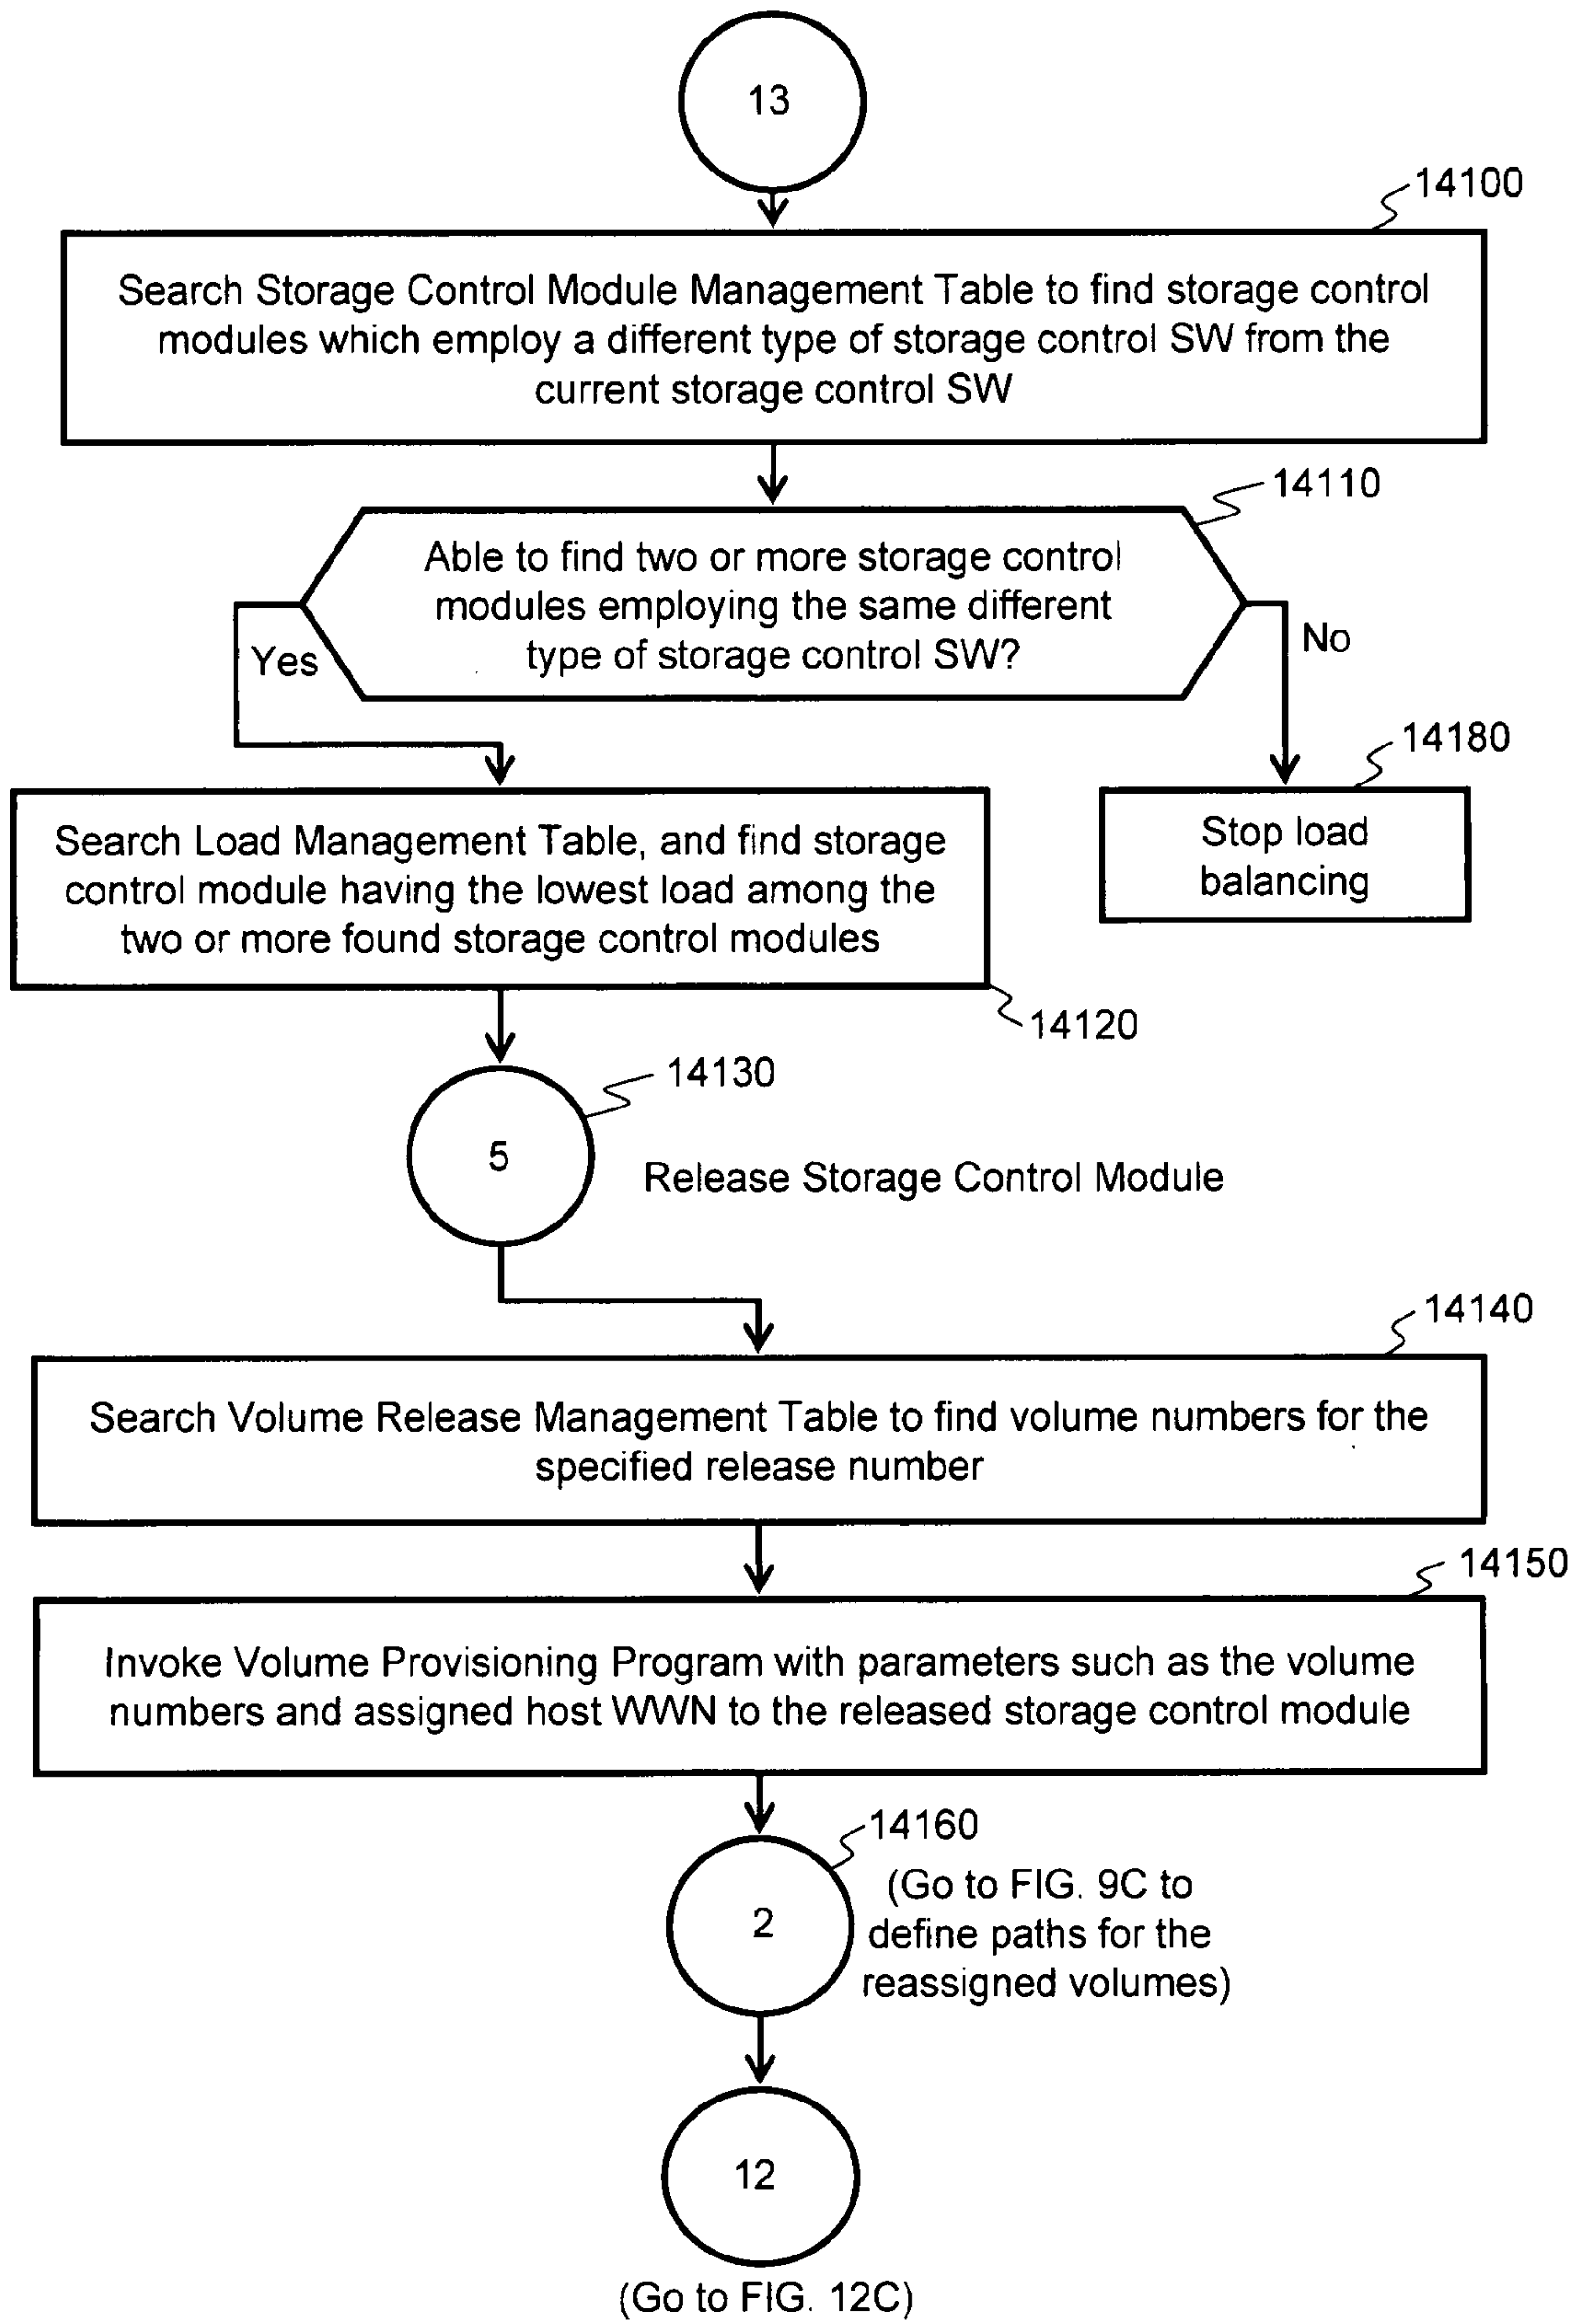 13
14100
Search Storage Control Module Management Table to find storage control
modules which employ a different type of storage control SW from the
current storage control SW
14110
Able to find two or more storage control
modules employing the same different
type of storage control SW?
Yes
No
14180
Stop load
balancing
Search Load Management Table, and find storage
control module having the lowest load among the
two or more found storage control modules
14120
14130
5
Release Storage Control Module
14140
Search Volume Release Management Table to find volume numbers for the
specified release number
14150
Invoke Volume Provisioning Program with parameters such as the volume
numbers and assigned host WWN to the released storage control module
14160
2
(Go to FIG. 9C to
define paths for the
reassigned volumes)
12
(Go to FIG. 12C)